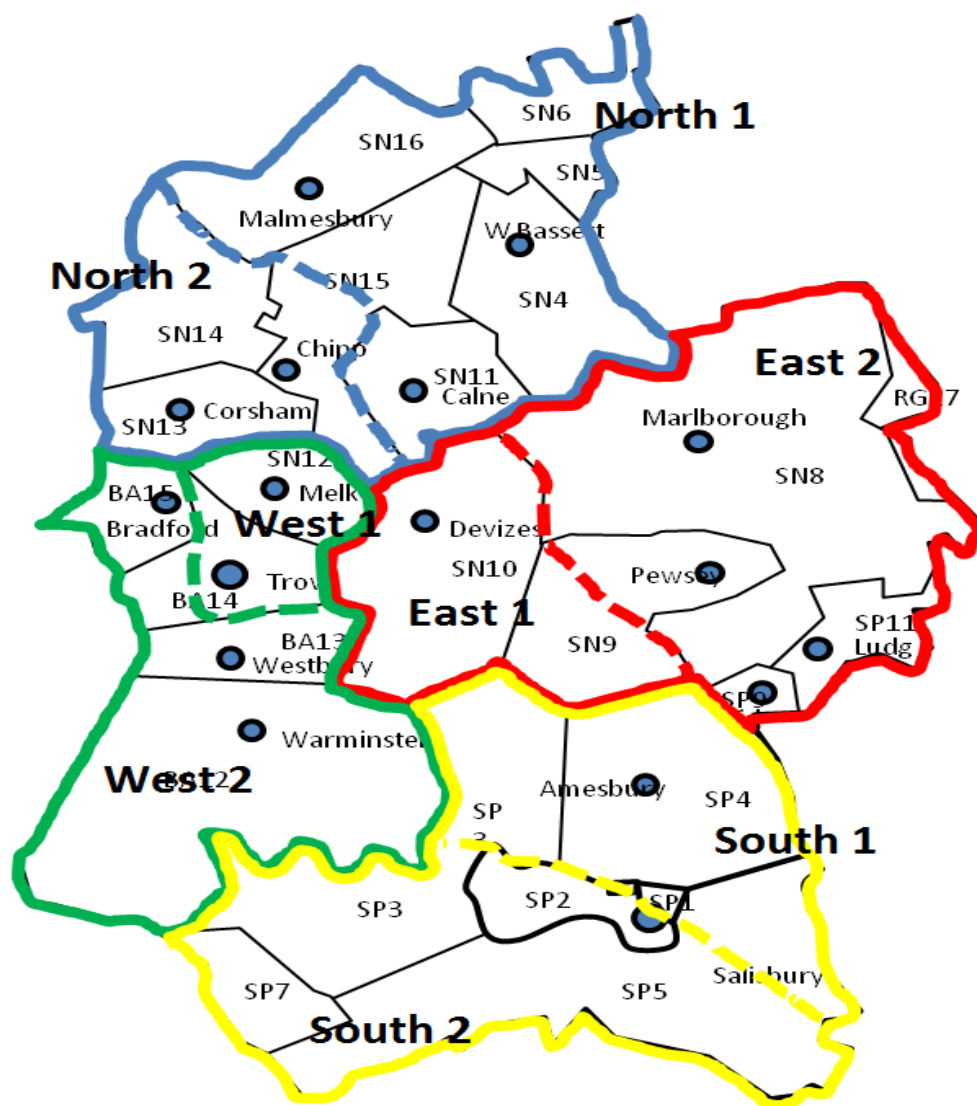 SN6
North 1
SN16
SN5
Malmesbury
W.Bassett
North 2
SN15
SN4
SN14
Chipp
East 2
SN11
Calne
RG17
Corsham
Marlborough
SN13
SN12
SN8
BA15
Melk
Bradford
West 1
Devizes
Trow
SN10
Pewsey
BA14
East 1
SP11
BA13
SN9
Ludg
Westbury
SP9
Warminster
West 2
Amesbury
SP4
SP
3
South 1
SP2
SP1
SP3
Salisbury
SP7
SP5
South 2